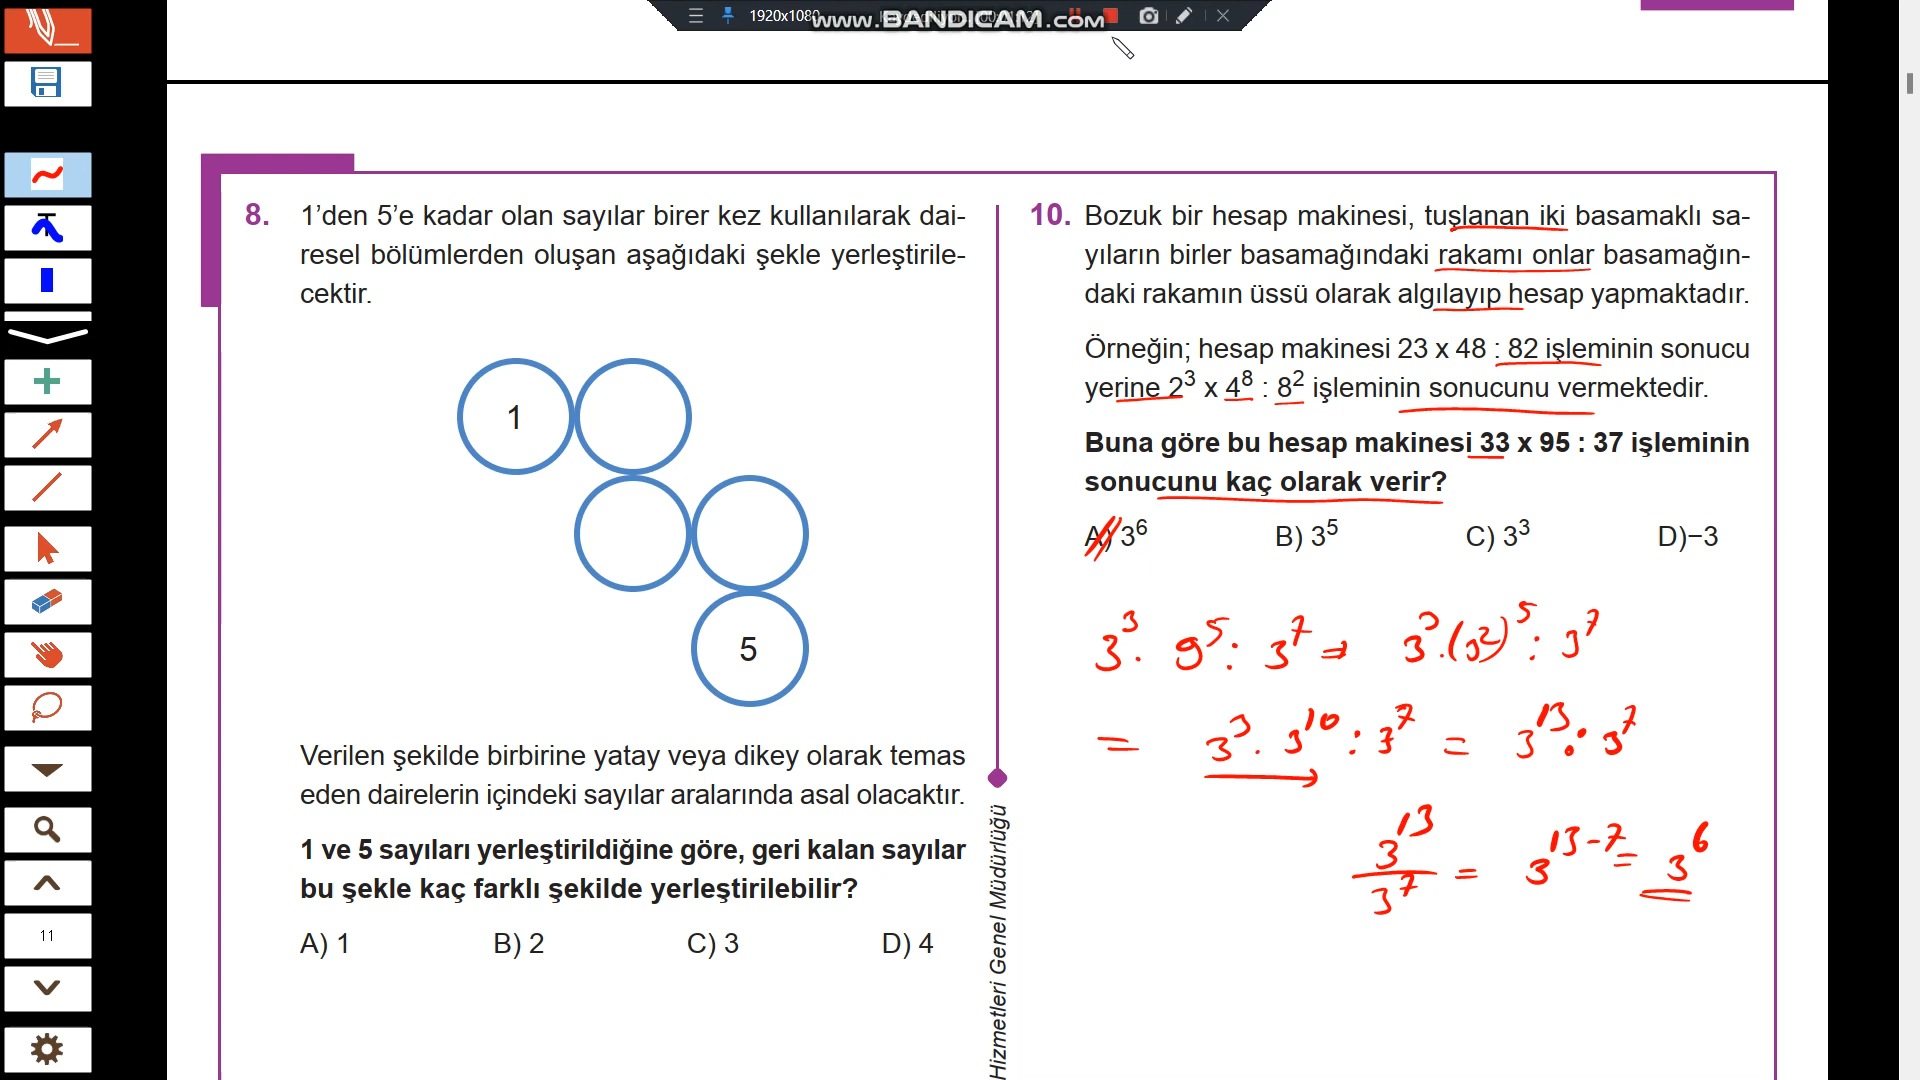 1920x1080
www.BANDICAM.com
8. 1’den 5’e kadar olan sayılar birer kez kullanılarak dai-
resel bölümlerden oluşan aşağıdaki şekle yerleştirile-
cektir.
1
5
Verilen şekilde birbirine yatay veya dikey olarak temas
eden dairelerin içindeki sayılar aralarında asal olacaktır.
1 ve 5 sayıları yerleştirildiğine göre, geri kalan sayılar
bu şekle kaç farklı şekilde yerleştirilebilir?
A) 1 B) 2 C) 3 D) 4
Hizmetleri Genel Müdürlüğü
10. Bozuk bir hesap makinesi, tuşlanan iki basamaklı sa-
yıların birler basamağındaki rakamı onlar basamağın-
daki rakamın üssü olarak algılayıp hesap yapmaktadır.
Örneğin; hesap makinesi 23 x 48 : 82 işleminin sonucu
yerine 2³ x 4⁸ : 8² işleminin sonucunu vermektedir.
Buna göre bu hesap makinesi 33 x 95 : 37 işleminin
sonucunu kaç olarak verir?
A) 3⁶ B) 3⁵ C) 3³ D)−3
3³ . 9⁵ : 3⁷ ⇒ 3³ . (3²)⁵ : 3⁷
= 3³ . 3¹⁰ : 3⁷ = 3¹³ : 3⁷
3¹³
3⁷
= 3¹³⁻⁷ = 3⁶
11